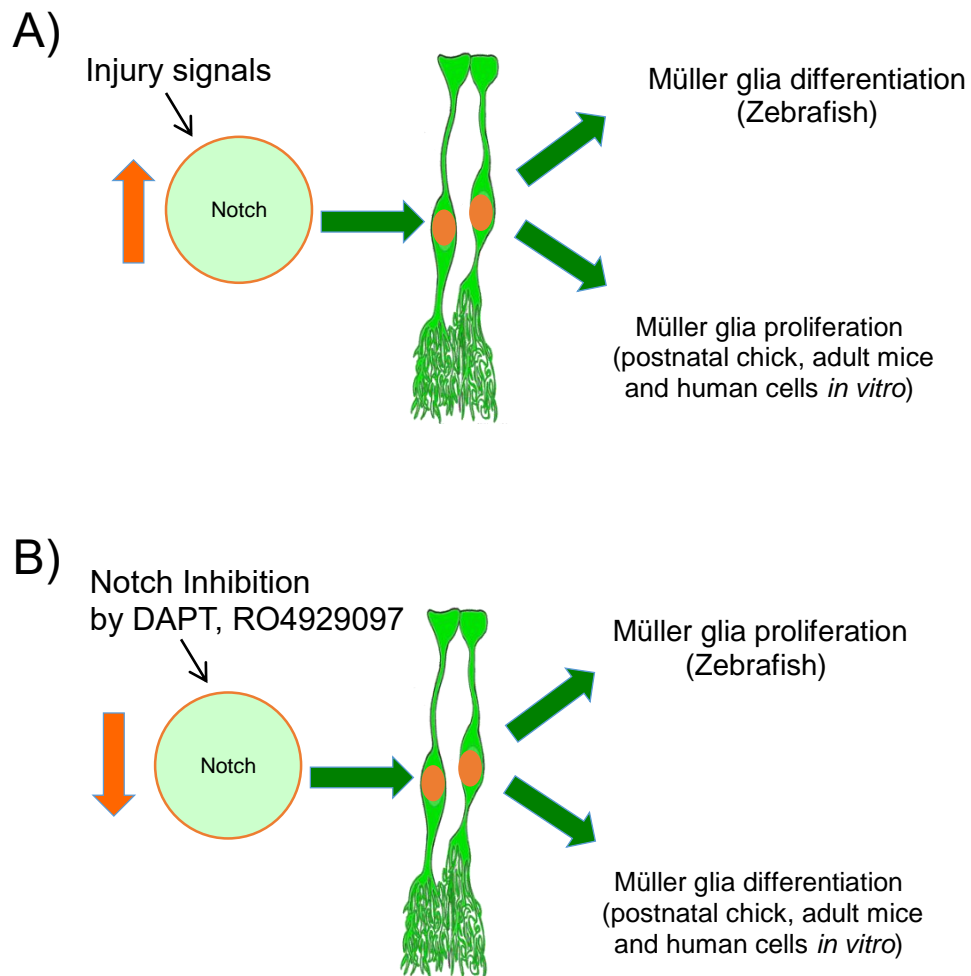 A)
Injury signals
Notch
Müller glia differentiation
(Zebrafish)
Müller glia proliferation
(postnatal chick, adult mice
and human cells in vitro)
B)
Notch Inhibition
by DAPT, RO4929097
Notch
Müller glia proliferation
(Zebrafish)
Müller glia differentiation
(postnatal chick, adult mice
and human cells in vitro)